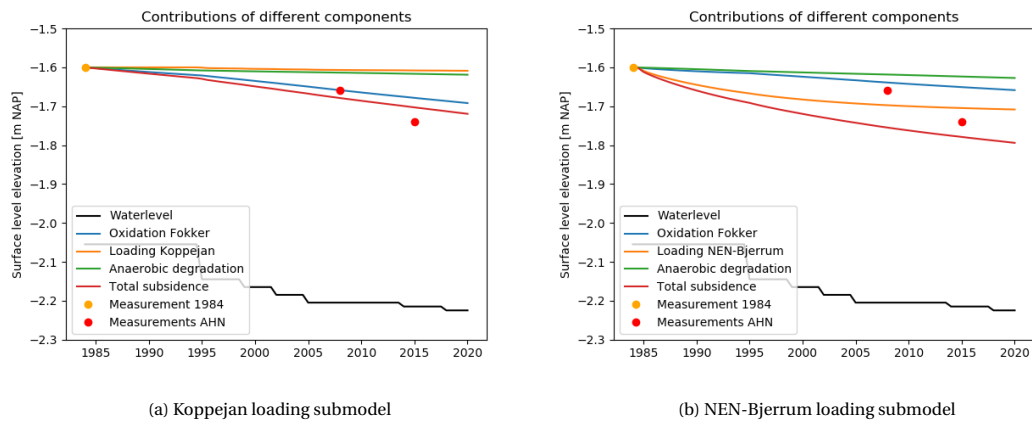 Contributions of different components
Surface level elevation [m NAP]
−1.5
−1.6
−1.7
−1.8
−1.9
−2.0
−2.1
−2.2
−2.3
Waterlevel
Oxidation Fokker
Loading Koppejan
Anaerobic degradation
Total subsidence
Measurement 1984
Measurements AHN
1985 1990 1995 2000 2005 2010 2015 2020
(a) Koppejan loading submodel
Contributions of different components
Surface level elevation [m NAP]
−1.5
−1.6
−1.7
−1.8
−1.9
−2.0
−2.1
−2.2
−2.3
Waterlevel
Oxidation Fokker
Loading NEN-Bjerrum
Anaerobic degradation
Total subsidence
Measurement 1984
Measurements AHN
1985 1990 1995 2000 2005 2010 2015 2020
(b) NEN-Bjerrum loading submodel